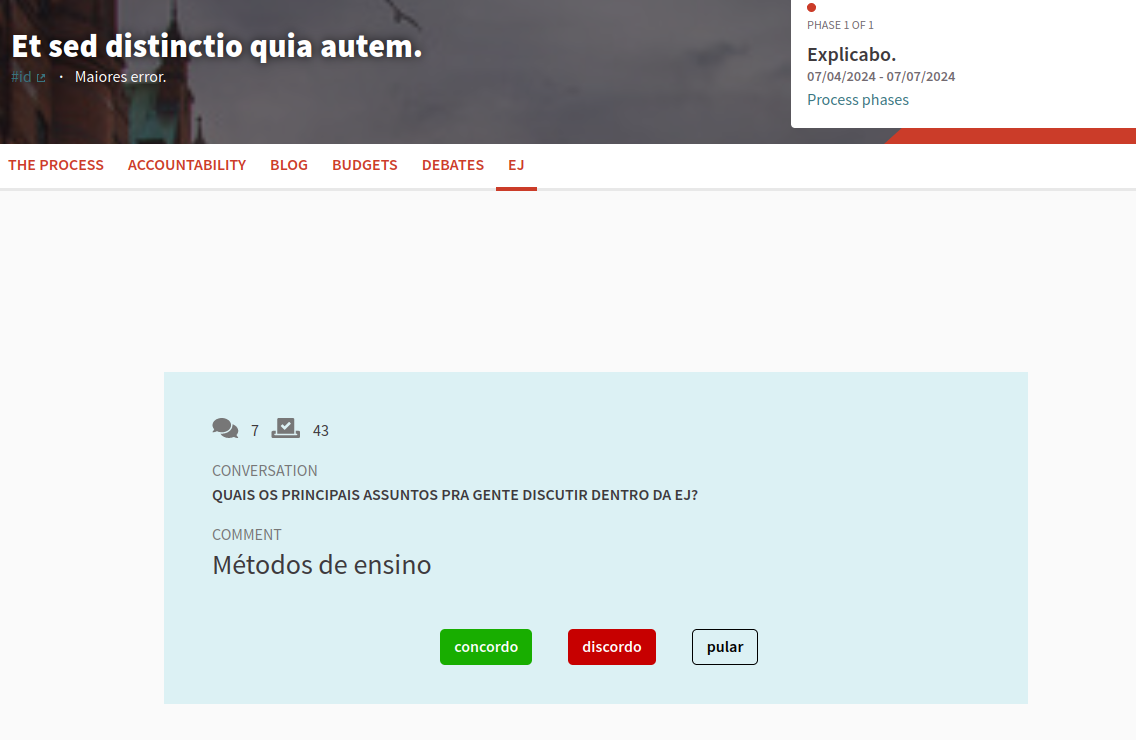 Et sed distinctio quia autem.
#id · Maiores error.
PHASE 1 OF 1
Explicabo.
07/04/2024 - 07/07/2024
Process phases
THE PROCESS ACCOUNTABILITY BLOG BUDGETS DEBATES EJ
7 43
CONVERSATION
QUAIS OS PRINCIPAIS ASSUNTOS PRA GENTE DISCUTIR DENTRO DA EJ?
COMMENT
Métodos de ensino
concordo discordo pular